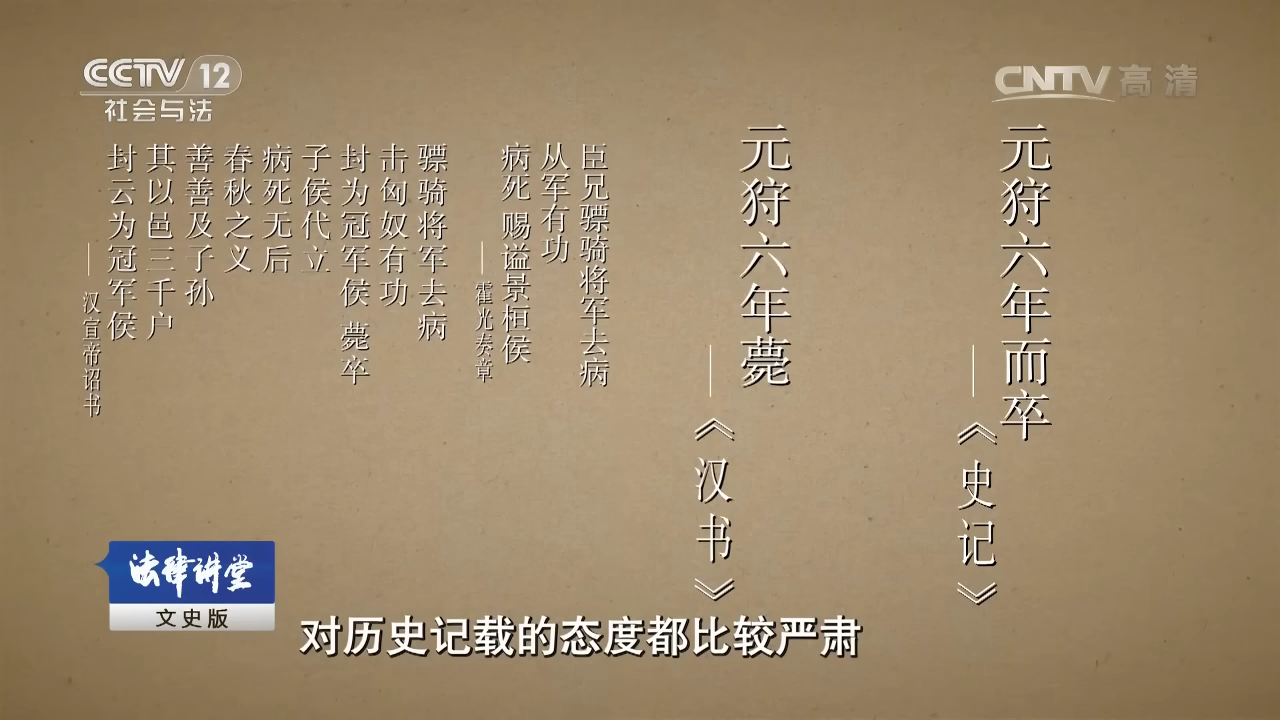 CCTV 12
社会与法
CNTV高清
元狩六年而卒
—《史记》
元狩六年薨
—《汉书》
臣兄骠骑将军去病
从军有功
病死 赐谥景桓侯
—霍光奏章
骠骑将军去病
击匈奴有功
封为冠军侯 薨卒
子侯代立
病死无后
春秋之义
善善及子孙
其以邑三千户
封云为冠军侯
—汉宣帝诏书
法律讲堂
文史版
对历史记载的态度都比较严肃